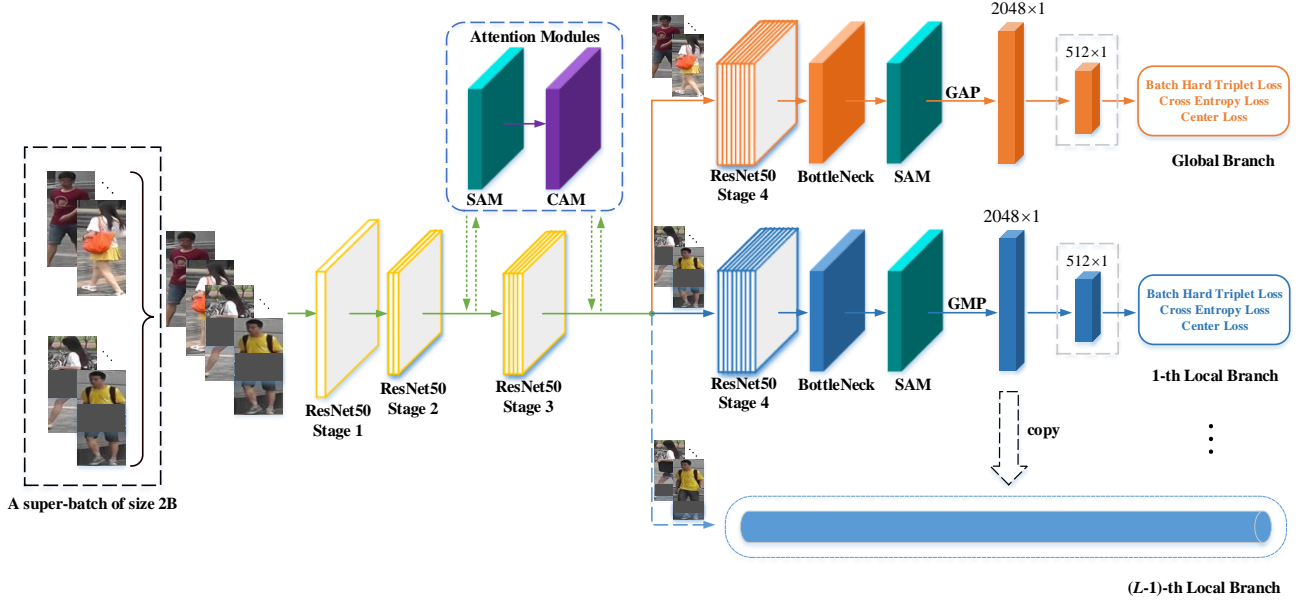 Attention Modules
SAM
CAM
A super-batch of size 2B
ResNet50
Stage 1
ResNet50
Stage 2
ResNet50
Stage 3
ResNet50
Stage 4
BottleNeck
SAM
GAP
2048×1
512×1
Batch Hard Triplet Loss
Cross Entropy Loss
Center Loss
Global Branch
ResNet50
Stage 4
BottleNeck
SAM
GMP
2048×1
512×1
Batch Hard Triplet Loss
Cross Entropy Loss
Center Loss
1-th Local Branch
copy
(L-1)-th Local Branch